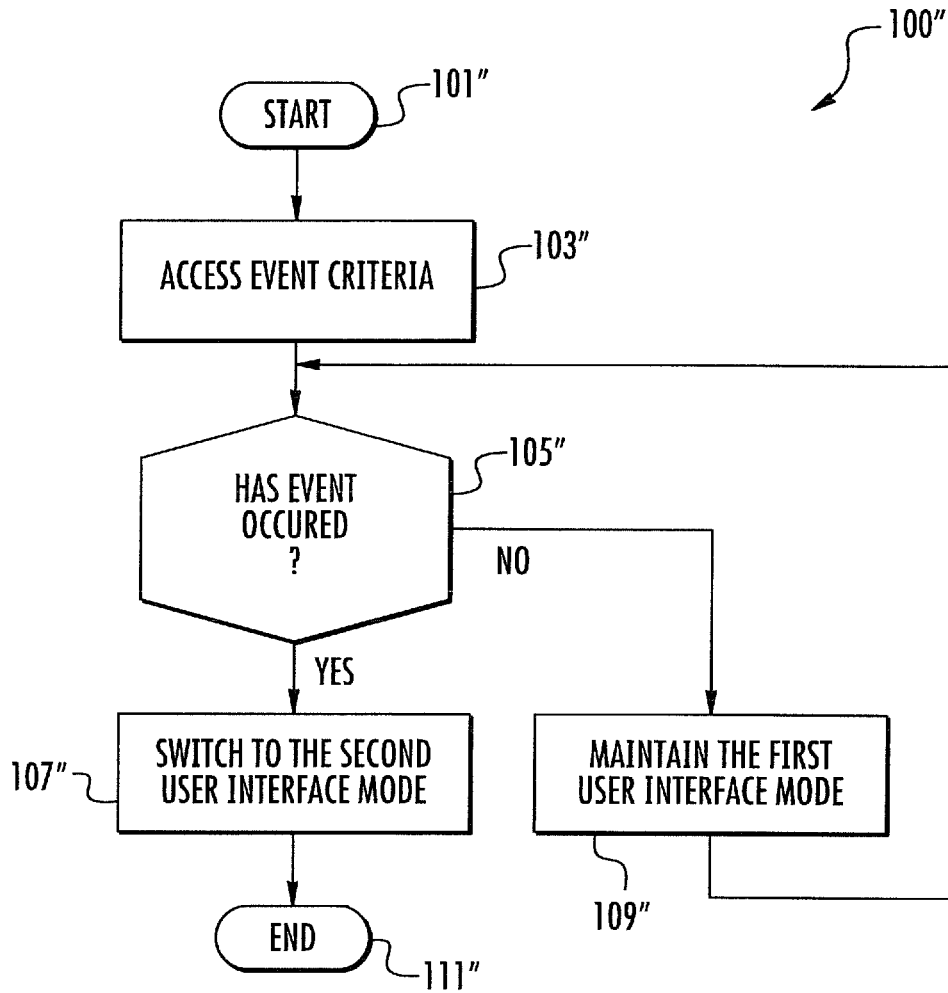 100"
START
101"
ACCESS EVENT CRITERIA
103"
HAS EVENT
OCCURED
?
105"
NO
YES
SWITCH TO THE SECOND
USER INTERFACE MODE
107"
MAINTAIN THE FIRST
USER INTERFACE MODE
109"
END
111"